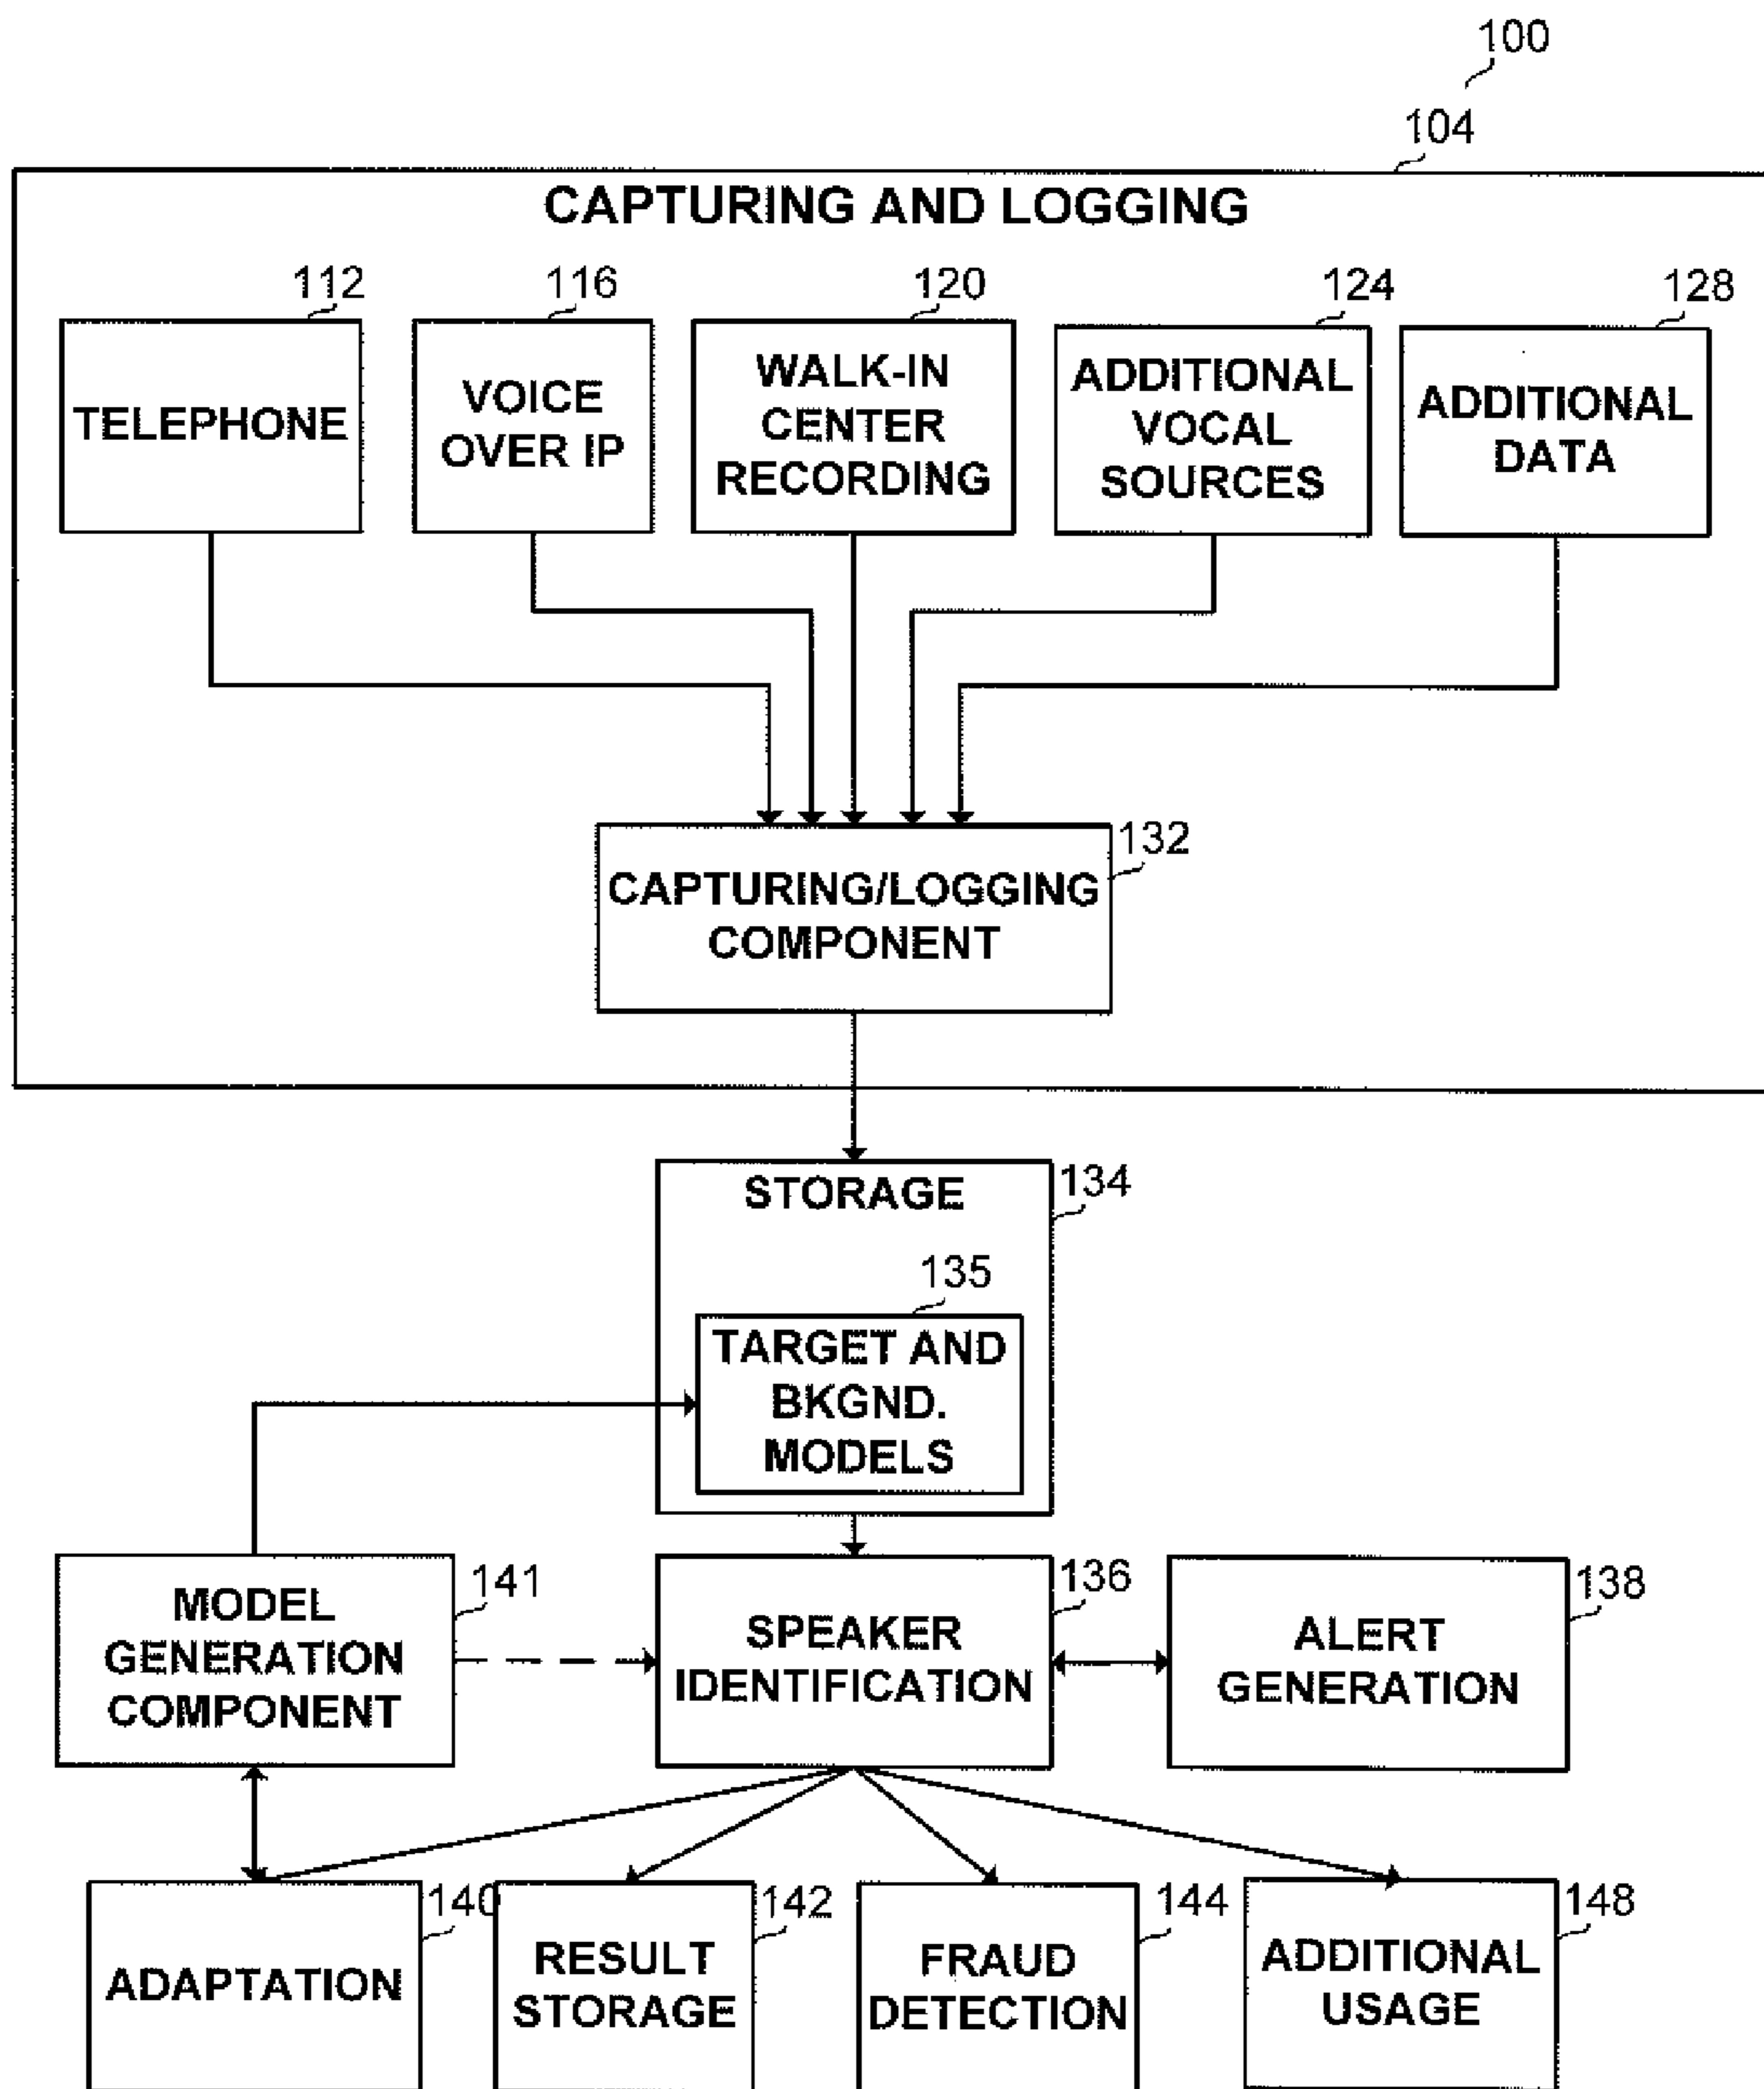 100
104
CAPTURING AND LOGGING
112
116
120
124
128
TELEPHONE
VOICE
OVER IP
WALK-IN
CENTER
RECORDING
ADDITIONAL
VOCAL
SOURCES
ADDITIONAL
DATA
132
CAPTURING/LOGGING
COMPONENT
134
STORAGE
135
TARGET AND
BKGND.
MODELS
141
MODEL
GENERATION
COMPONENT
136
SPEAKER
IDENTIFICATION
138
ALERT
GENERATION
140
ADAPTATION
142
RESULT
STORAGE
144
FRAUD
DETECTION
148
ADDITIONAL
USAGE